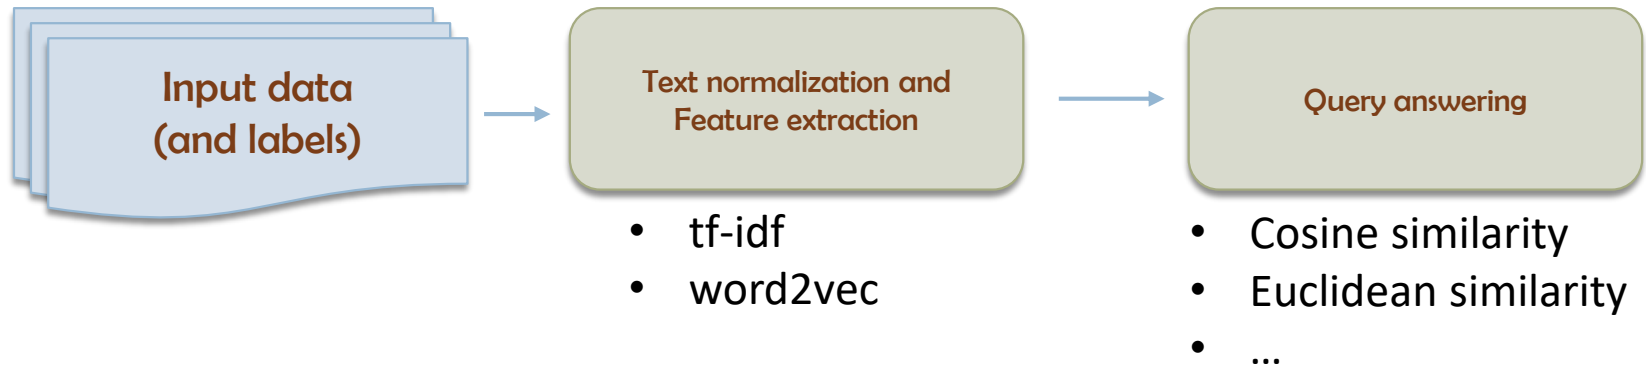 Input data
(and labels)
Text normalization and
Feature extraction
• tf-idf
• word2vec
Query answering
• Cosine similarity
• Euclidean similarity
• ...